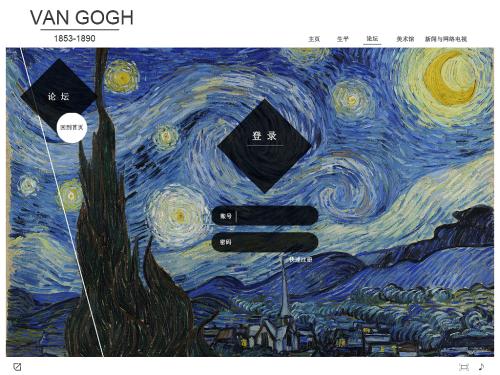 VAN GOGH
1853-1890
主页 生平 论坛 美术馆 新闻与网络电视
论 坛
回到首页
登 录
账号
密码
快速注册